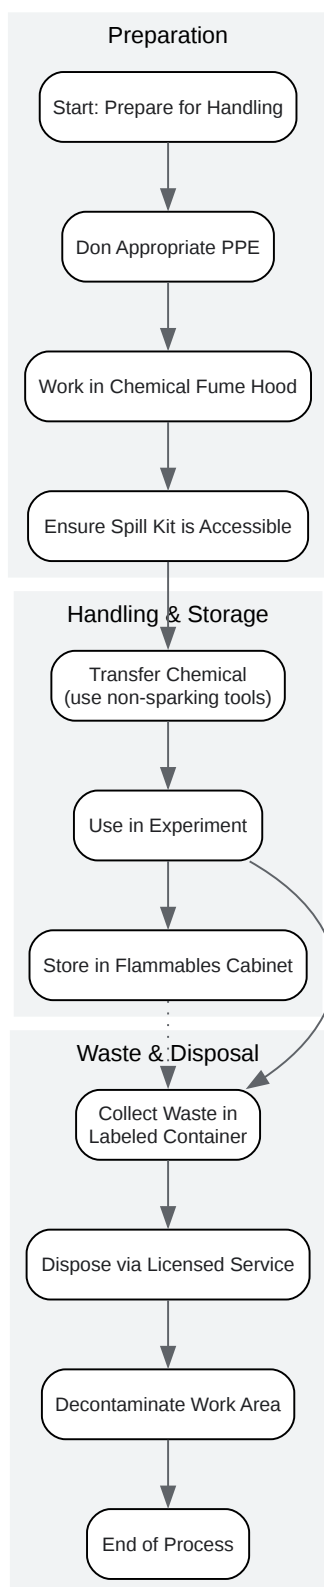 Preparation
Start: Prepare for Handling
Don Appropriate PPE
Work in Chemical Fume Hood
Ensure Spill Kit is Accessible
Handling & Storage
Transfer Chemical
(use non-sparking tools)
Use in Experiment
Store in Flammables Cabinet
Waste & Disposal
Collect Waste in
Labeled Container
Dispose via Licensed Service
Decontaminate Work Area
End of Process